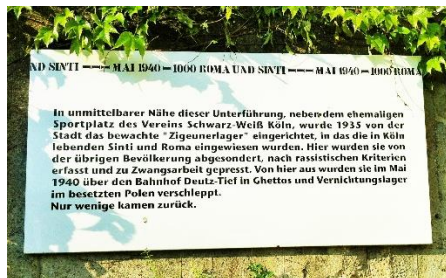 ND SINTI --- MAI 1940 – 1000 ROMA UND SINTI --- MAI 1940 – 1000 ROMA
In unmittelbarer Nähe dieser Unterführung, neben dem ehemaligen
Sportplatz des Vereins Schwarz-Weiß Köln, wurde 1935 von der
Stadt das bewachte "Zigeunerlager" eingerichtet, in das die in Köln
lebenden Sinti und Roma eingewiesen wurden. Hier wurden sie von
der übrigen Bevölkerung abgesondert, nach rassistischen Kriterien
erfasst und zu Zwangsarbeit gepresst. Von hier aus wurden sie im Mai
1940 über den Bahnhof Deutz-Tief in Ghettos und Vernichtungslager
im besetzten Polen verschleppt.
Nur wenige kamen zurück.